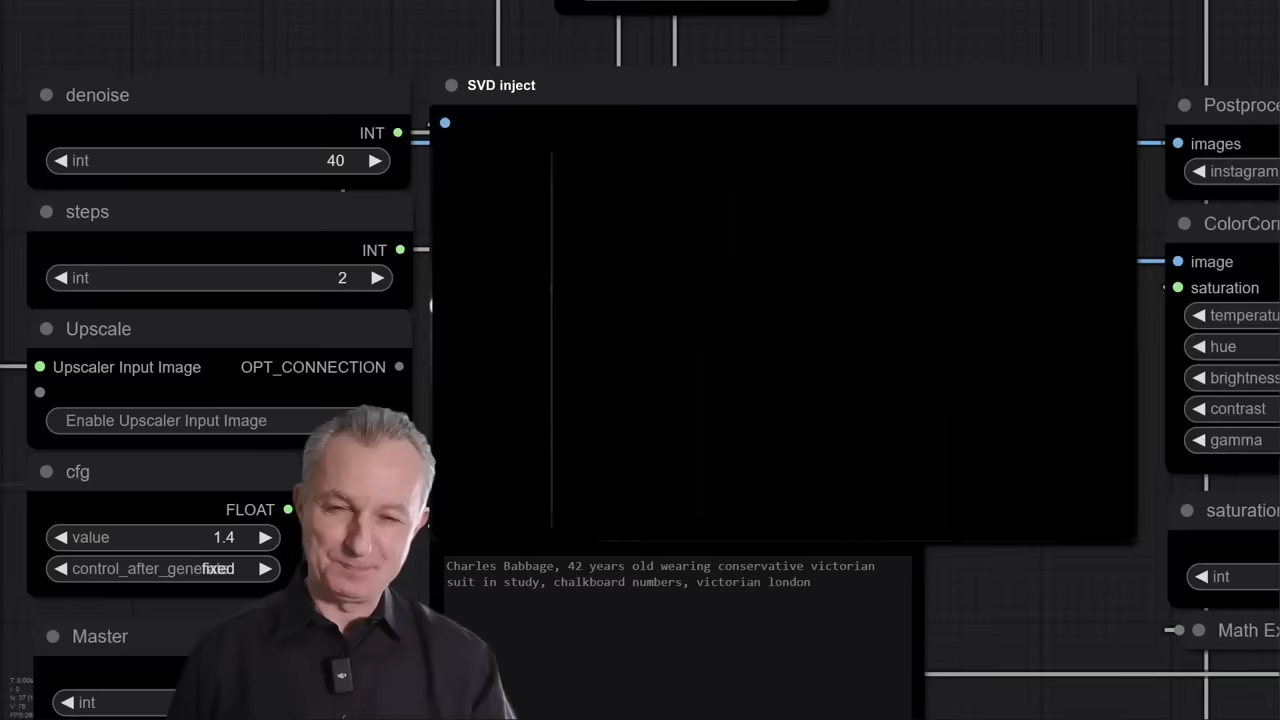 denoise
INT
int 40
steps
INT
int 2
Upscale
Upscaler Input Image OPT_CONNECTION
Enable Upscaler Input Image
cfg
FLOAT
value 1.4
control_after_generate fixed
Master
int
SVD inject
Charles Babbage, 42 years old wearing conservative victorian
suit in study, chalkboard numbers, victorian london
Postproce
images
instagram
ColorCorr
image
saturation
temperatu
hue
brightness
contrast
gamma
saturatio
int
Math Ex